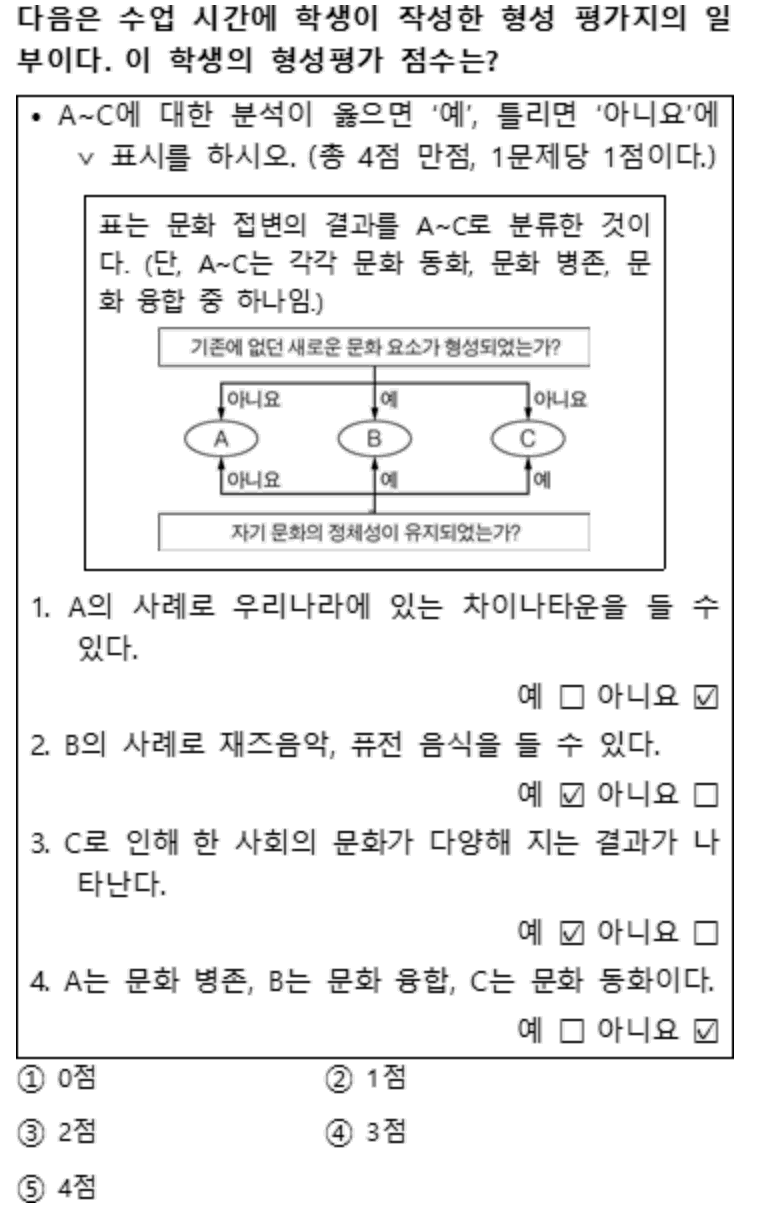 다음은 수업 시간에 학생이 작성한 형성 평가지의 일
부이다. 이 학생의 형성평가 점수는?
• A~C에 대한 분석이 옳으면 '예', 틀리면 '아니요'에
∨ 표시를 하시오. (총 4점 만점, 1문제당 1점이다.)
표는 문화 접변의 결과를 A~C로 분류한 것이
다. (단, A~C는 각각 문화 동화, 문화 병존, 문
화 융합 중 하나임.)
기존에 없던 새로운 문화 요소가 형성되었는가?
아니요 예 아니요
A B C
아니요 예 예
자기 문화의 정체성이 유지되었는가?
1. A의 사례로 우리나라에 있는 차이나타운을 들 수
있다.
예 □ 아니요 ☑
2. B의 사례로 재즈음악, 퓨전 음식을 들 수 있다.
예 ☑ 아니요 □
3. C로 인해 한 사회의 문화가 다양해 지는 결과가 나
타난다.
예 ☑ 아니요 □
4. A는 문화 병존, B는 문화 융합, C는 문화 동화이다.
예 □ 아니요 ☑
① 0점 ② 1점
③ 2점 ④ 3점
⑤ 4점